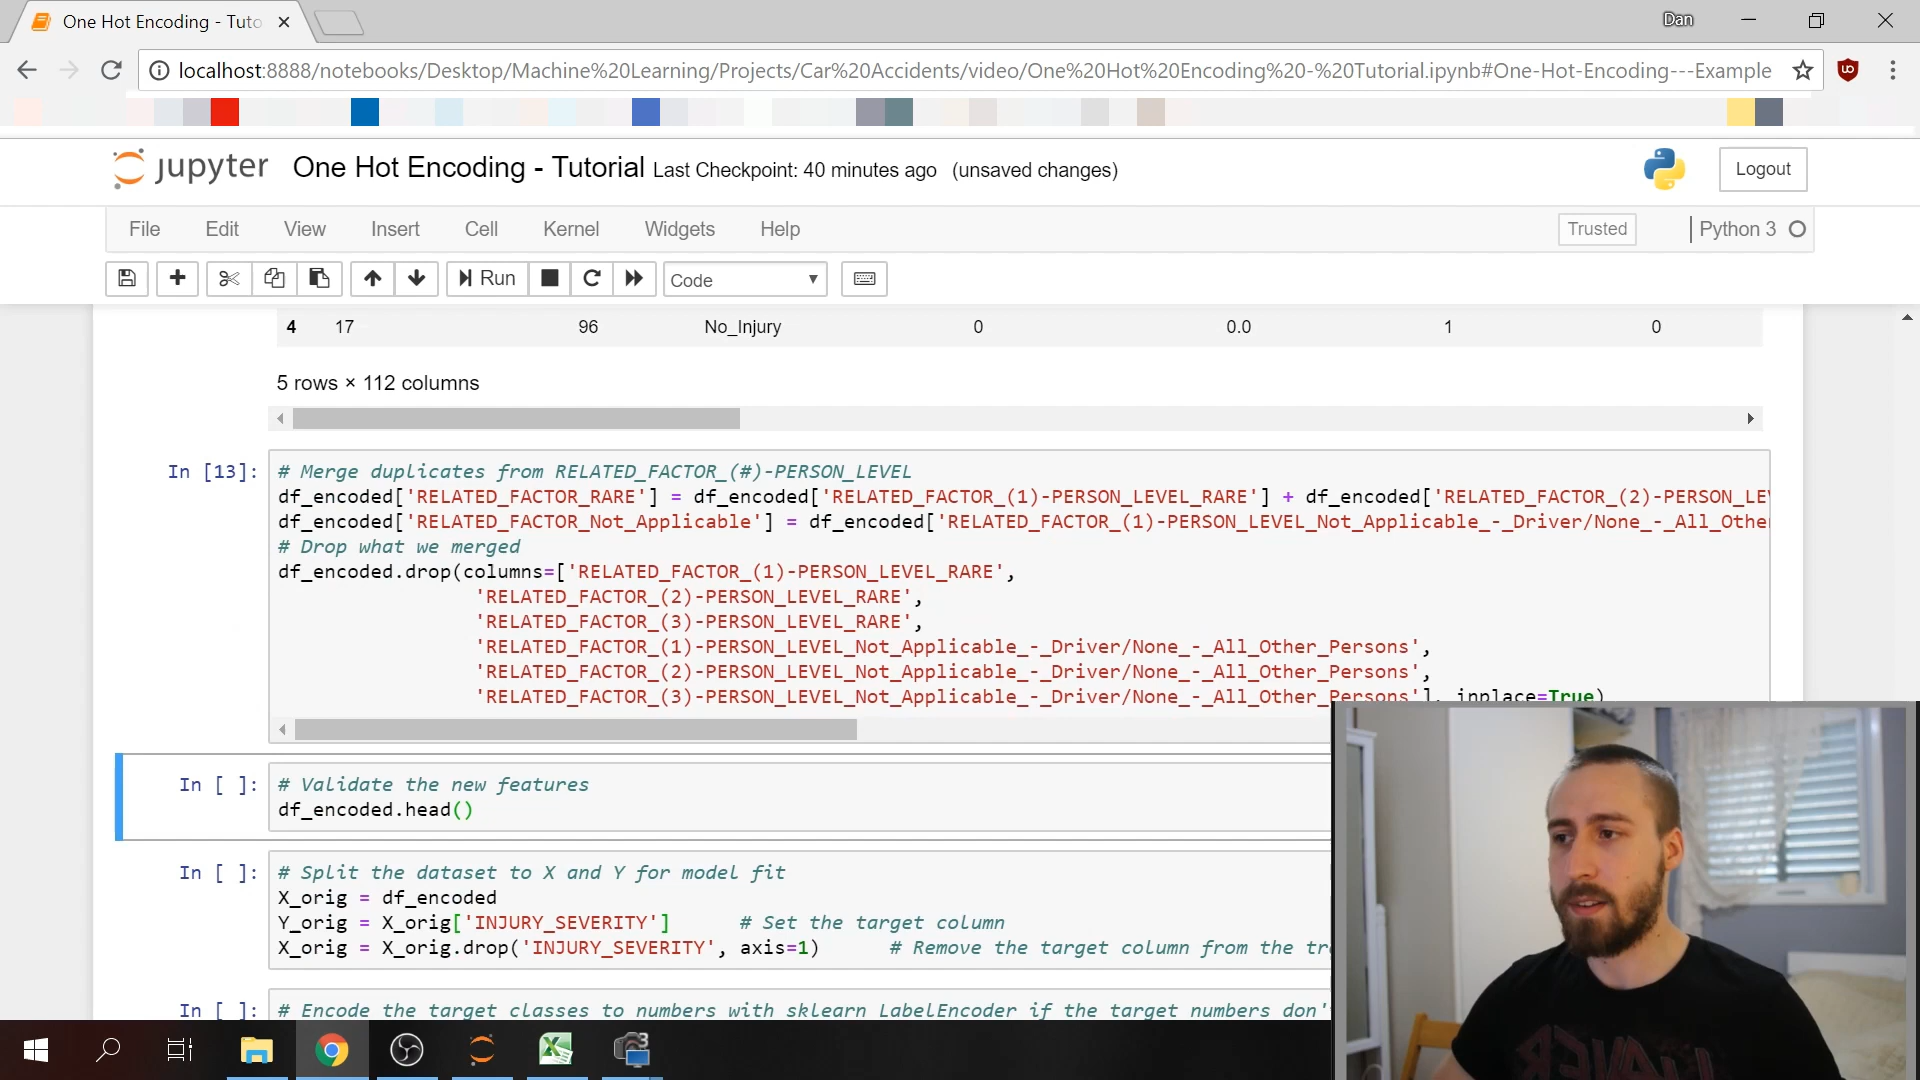 One Hot Encoding - Tuto
Dan
localhost:8888/notebooks/Desktop/Machine%20Learning/Projects/Car%20Accidents/video/One%20Hot%20Encoding%20-%20Tutorial.ipynb#One-Hot-Encoding---Example
jupyter One Hot Encoding - Tutorial Last Checkpoint: 40 minutes ago (unsaved changes)
Logout
File Edit View Insert Cell Kernel Widgets Help
Trusted
Python 3
Run
Code
4 17 96 No_Injury 0 0.0 1 0
5 rows × 112 columns
In [13]: # Merge duplicates from RELATED_FACTOR_(#)-PERSON_LEVEL
df_encoded['RELATED_FACTOR_RARE'] = df_encoded['RELATED_FACTOR_(1)-PERSON_LEVEL_RARE'] + df_encoded['RELATED_FACTOR_(2)-PERSON_LE
df_encoded['RELATED_FACTOR_Not_Applicable'] = df_encoded['RELATED_FACTOR_(1)-PERSON_LEVEL_Not_Applicable_-_Driver/None_-_All_Othe
# Drop what we merged
df_encoded.drop(columns=['RELATED_FACTOR_(1)-PERSON_LEVEL_RARE',
'RELATED_FACTOR_(2)-PERSON_LEVEL_RARE',
'RELATED_FACTOR_(3)-PERSON_LEVEL_RARE',
'RELATED_FACTOR_(1)-PERSON_LEVEL_Not_Applicable_-_Driver/None_-_All_Other_Persons',
'RELATED_FACTOR_(2)-PERSON_LEVEL_Not_Applicable_-_Driver/None_-_All_Other_Persons',
'RELATED_FACTOR_(3)-PERSON_LEVEL_Not_Applicable_-_Driver/None_-_All_Other_Persons'], inplace=True)
In [ ]: # Validate the new features
df_encoded.head()
In [ ]: # Split the dataset to X and Y for model fit
X_orig = df_encoded
Y_orig = X_orig['INJURY_SEVERITY'] # Set the target column
X_orig = X_orig.drop('INJURY_SEVERITY', axis=1) # Remove the target column from the tr
In [ ]: # Encode the target classes to numbers with sklearn LabelEncoder if the target numbers don'